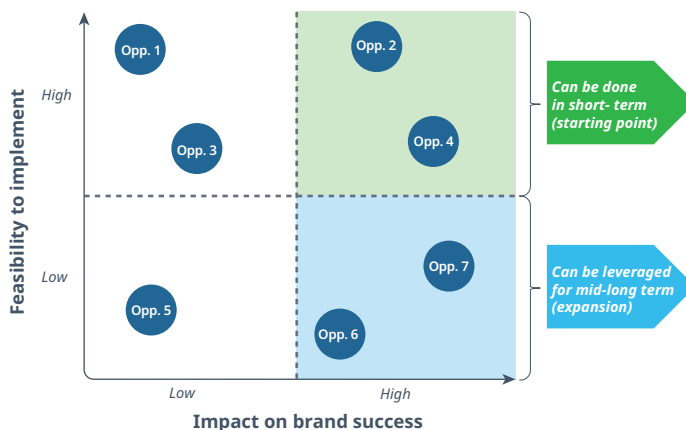 Opp. 1
Opp. 2
Opp. 3
Opp. 4
Opp. 5
Opp. 6
Opp. 7
Feasibility to implement
High
Low
Low
High
Impact on brand success
Can be done
in short- term
(starting point)
Can be leveraged
for mid-long term
(expansion)